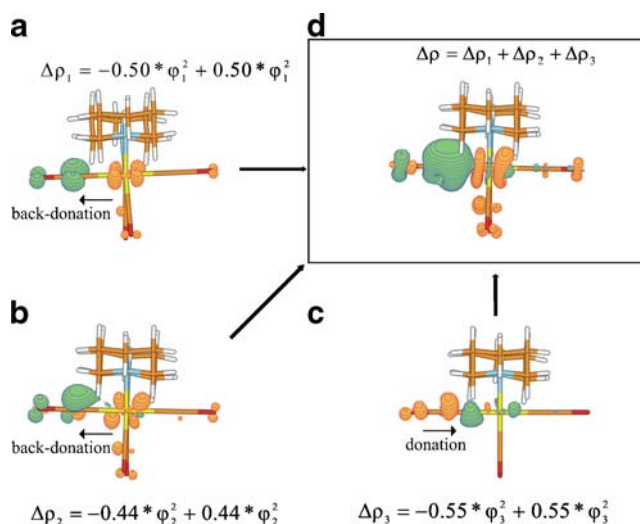 a
Δρ₁ = −0.50 * φ₁² + 0.50 * φ₁²
back-donation
d
Δρ = Δρ₁ + Δρ₂ + Δρ₃
b
back-donation
Δρ₂ = −0.44 * φ₂² + 0.44 * φ₂²
c
donation
Δρ₃ = −0.55 * φ₃² + 0.55 * φ₃²